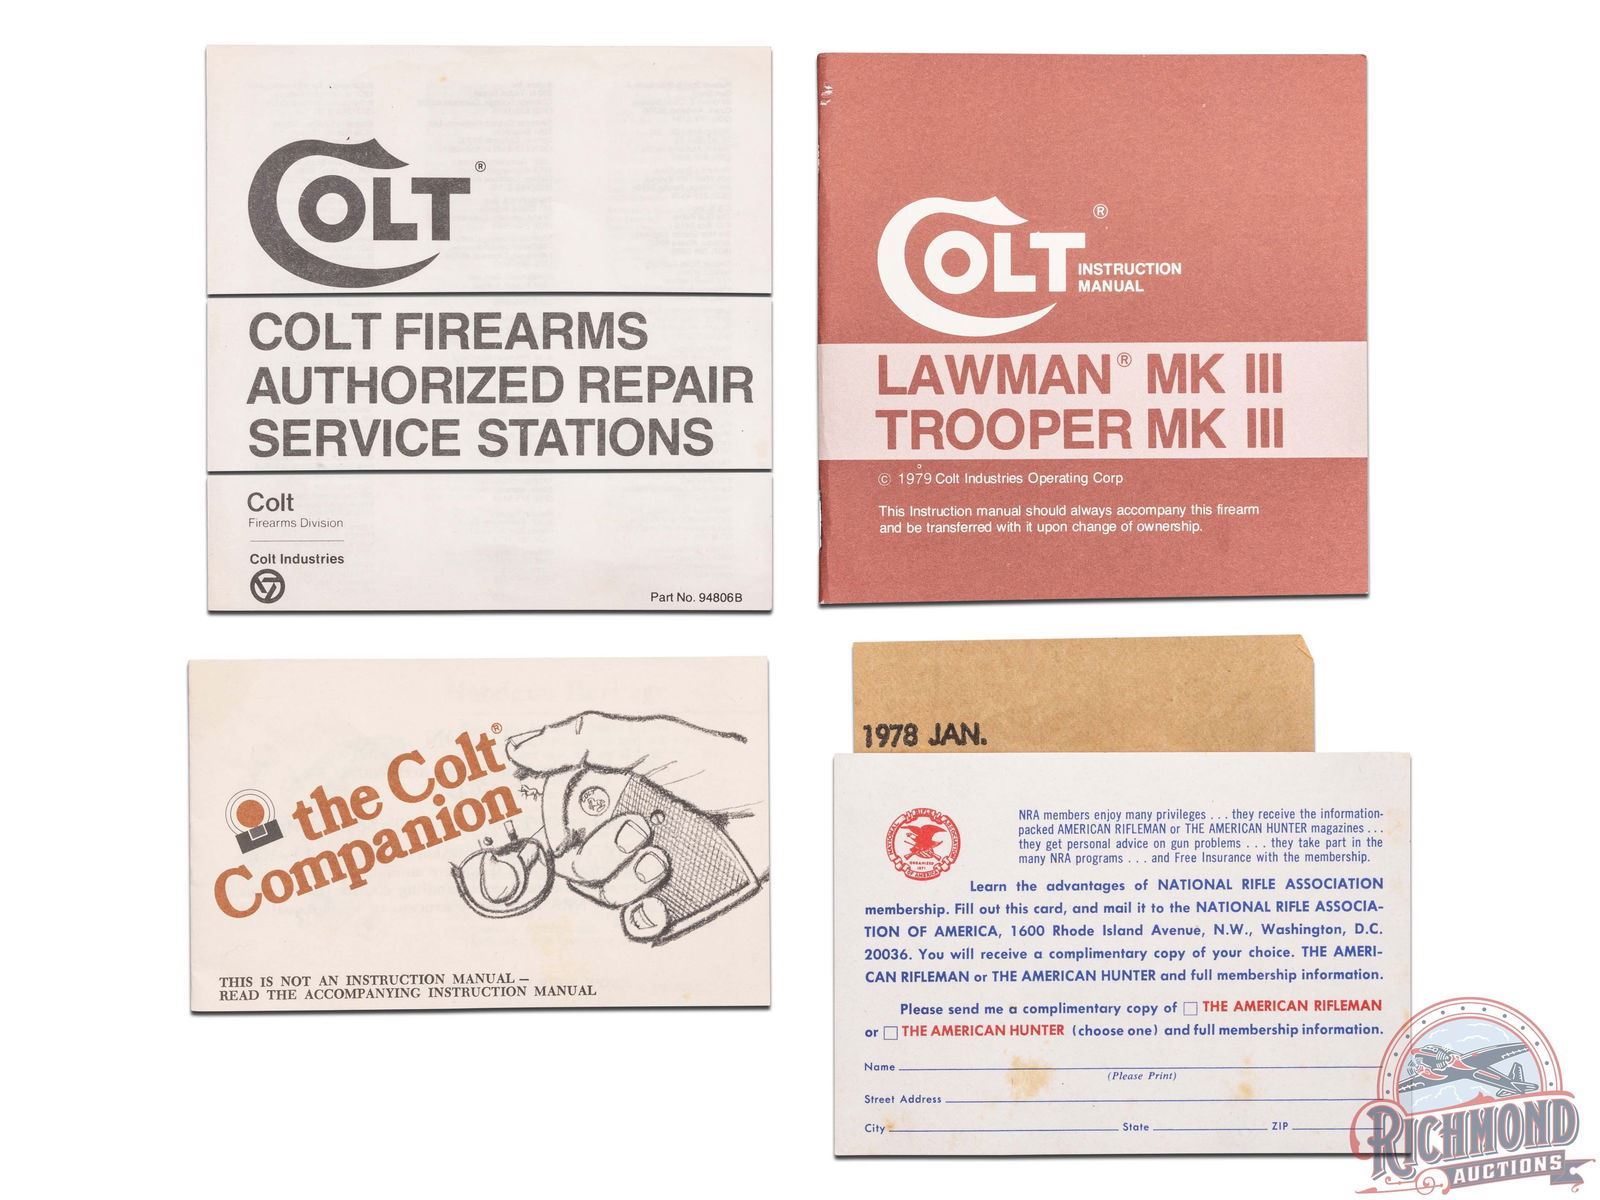 COLT®
COLT FIREARMS
AUTHORIZED REPAIR
SERVICE STATIONS
Colt
Firearms Division
Colt Industries
Part No. 94806B
COLT®
INSTRUCTION
MANUAL
LAWMAN® MK III
TROOPER MK III
© 1979 Colt Industries Operating Corp
This Instruction manual should always accompany this firearm
and be transferred with it upon change of ownership.
the Colt®
Companion
THIS IS NOT AN INSTRUCTION MANUAL –
READ THE ACCOMPANYING INSTRUCTION MANUAL
1978 JAN.
NATIONAL RIFLE ASSOCIATION
ORGANIZED
1871
OF AMERICA
NRA members enjoy many privileges . . . they receive the information-
packed AMERICAN RIFLEMAN or THE AMERICAN HUNTER magazines . . .
they get personal advice on gun problems . . . they take part in the
many NRA programs . . . and Free Insurance with the membership.
Learn the advantages of NATIONAL RIFLE ASSOCIATION
membership. Fill out this card, and mail it to the NATIONAL RIFLE ASSOCIA-
TION OF AMERICA, 1600 Rhode Island Avenue, N.W., Washington, D.C.
20036. You will receive a complimentary copy of your choice. THE AMERI-
CAN RIFLEMAN or THE AMERICAN HUNTER and full membership information.
Please send me a complimentary copy of □ THE AMERICAN RIFLEMAN
or □ THE AMERICAN HUNTER (choose one) and full membership information.
Name
(Please Print)
Street Address
City State ZIP
RICHMOND
AUCTIONS